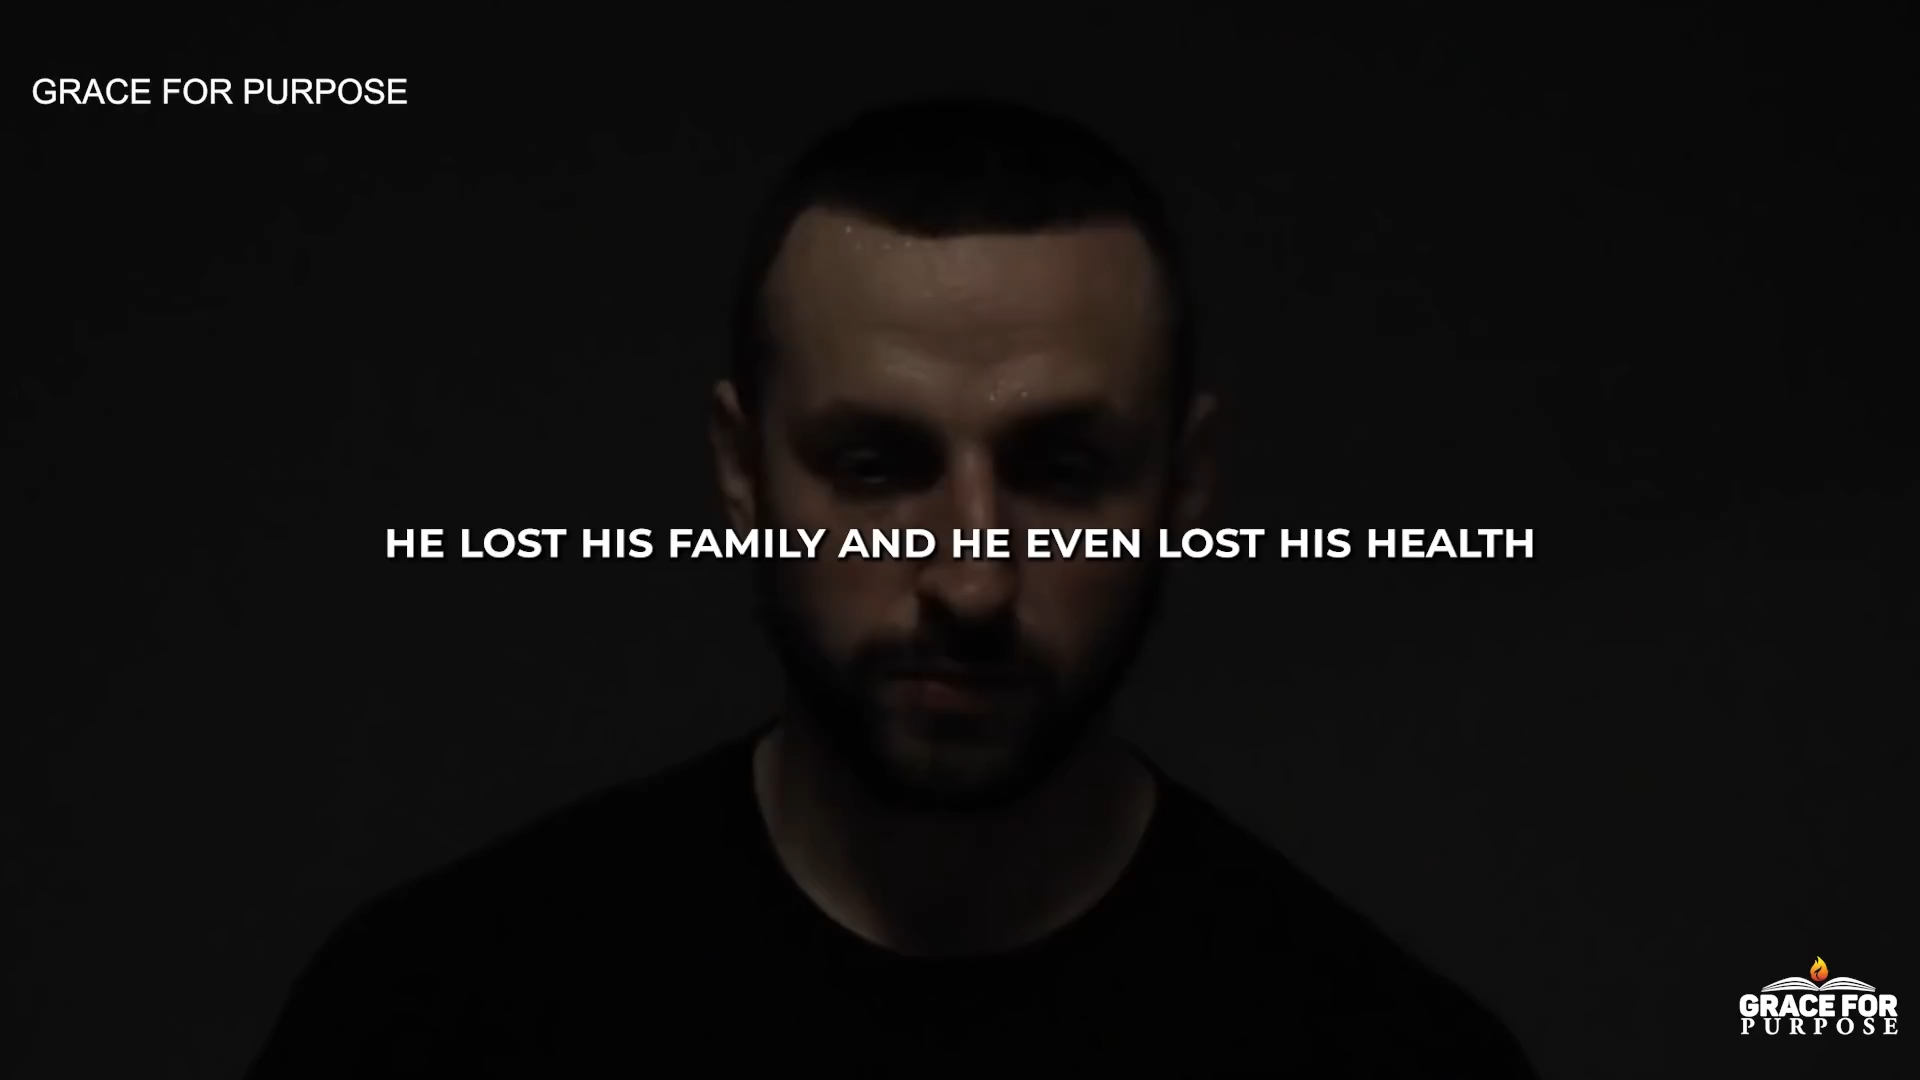 GRACE FOR PURPOSE
HE LOST HIS FAMILY AND HE EVEN LOST HIS HEALTH
GRACE FOR
PURPOSE